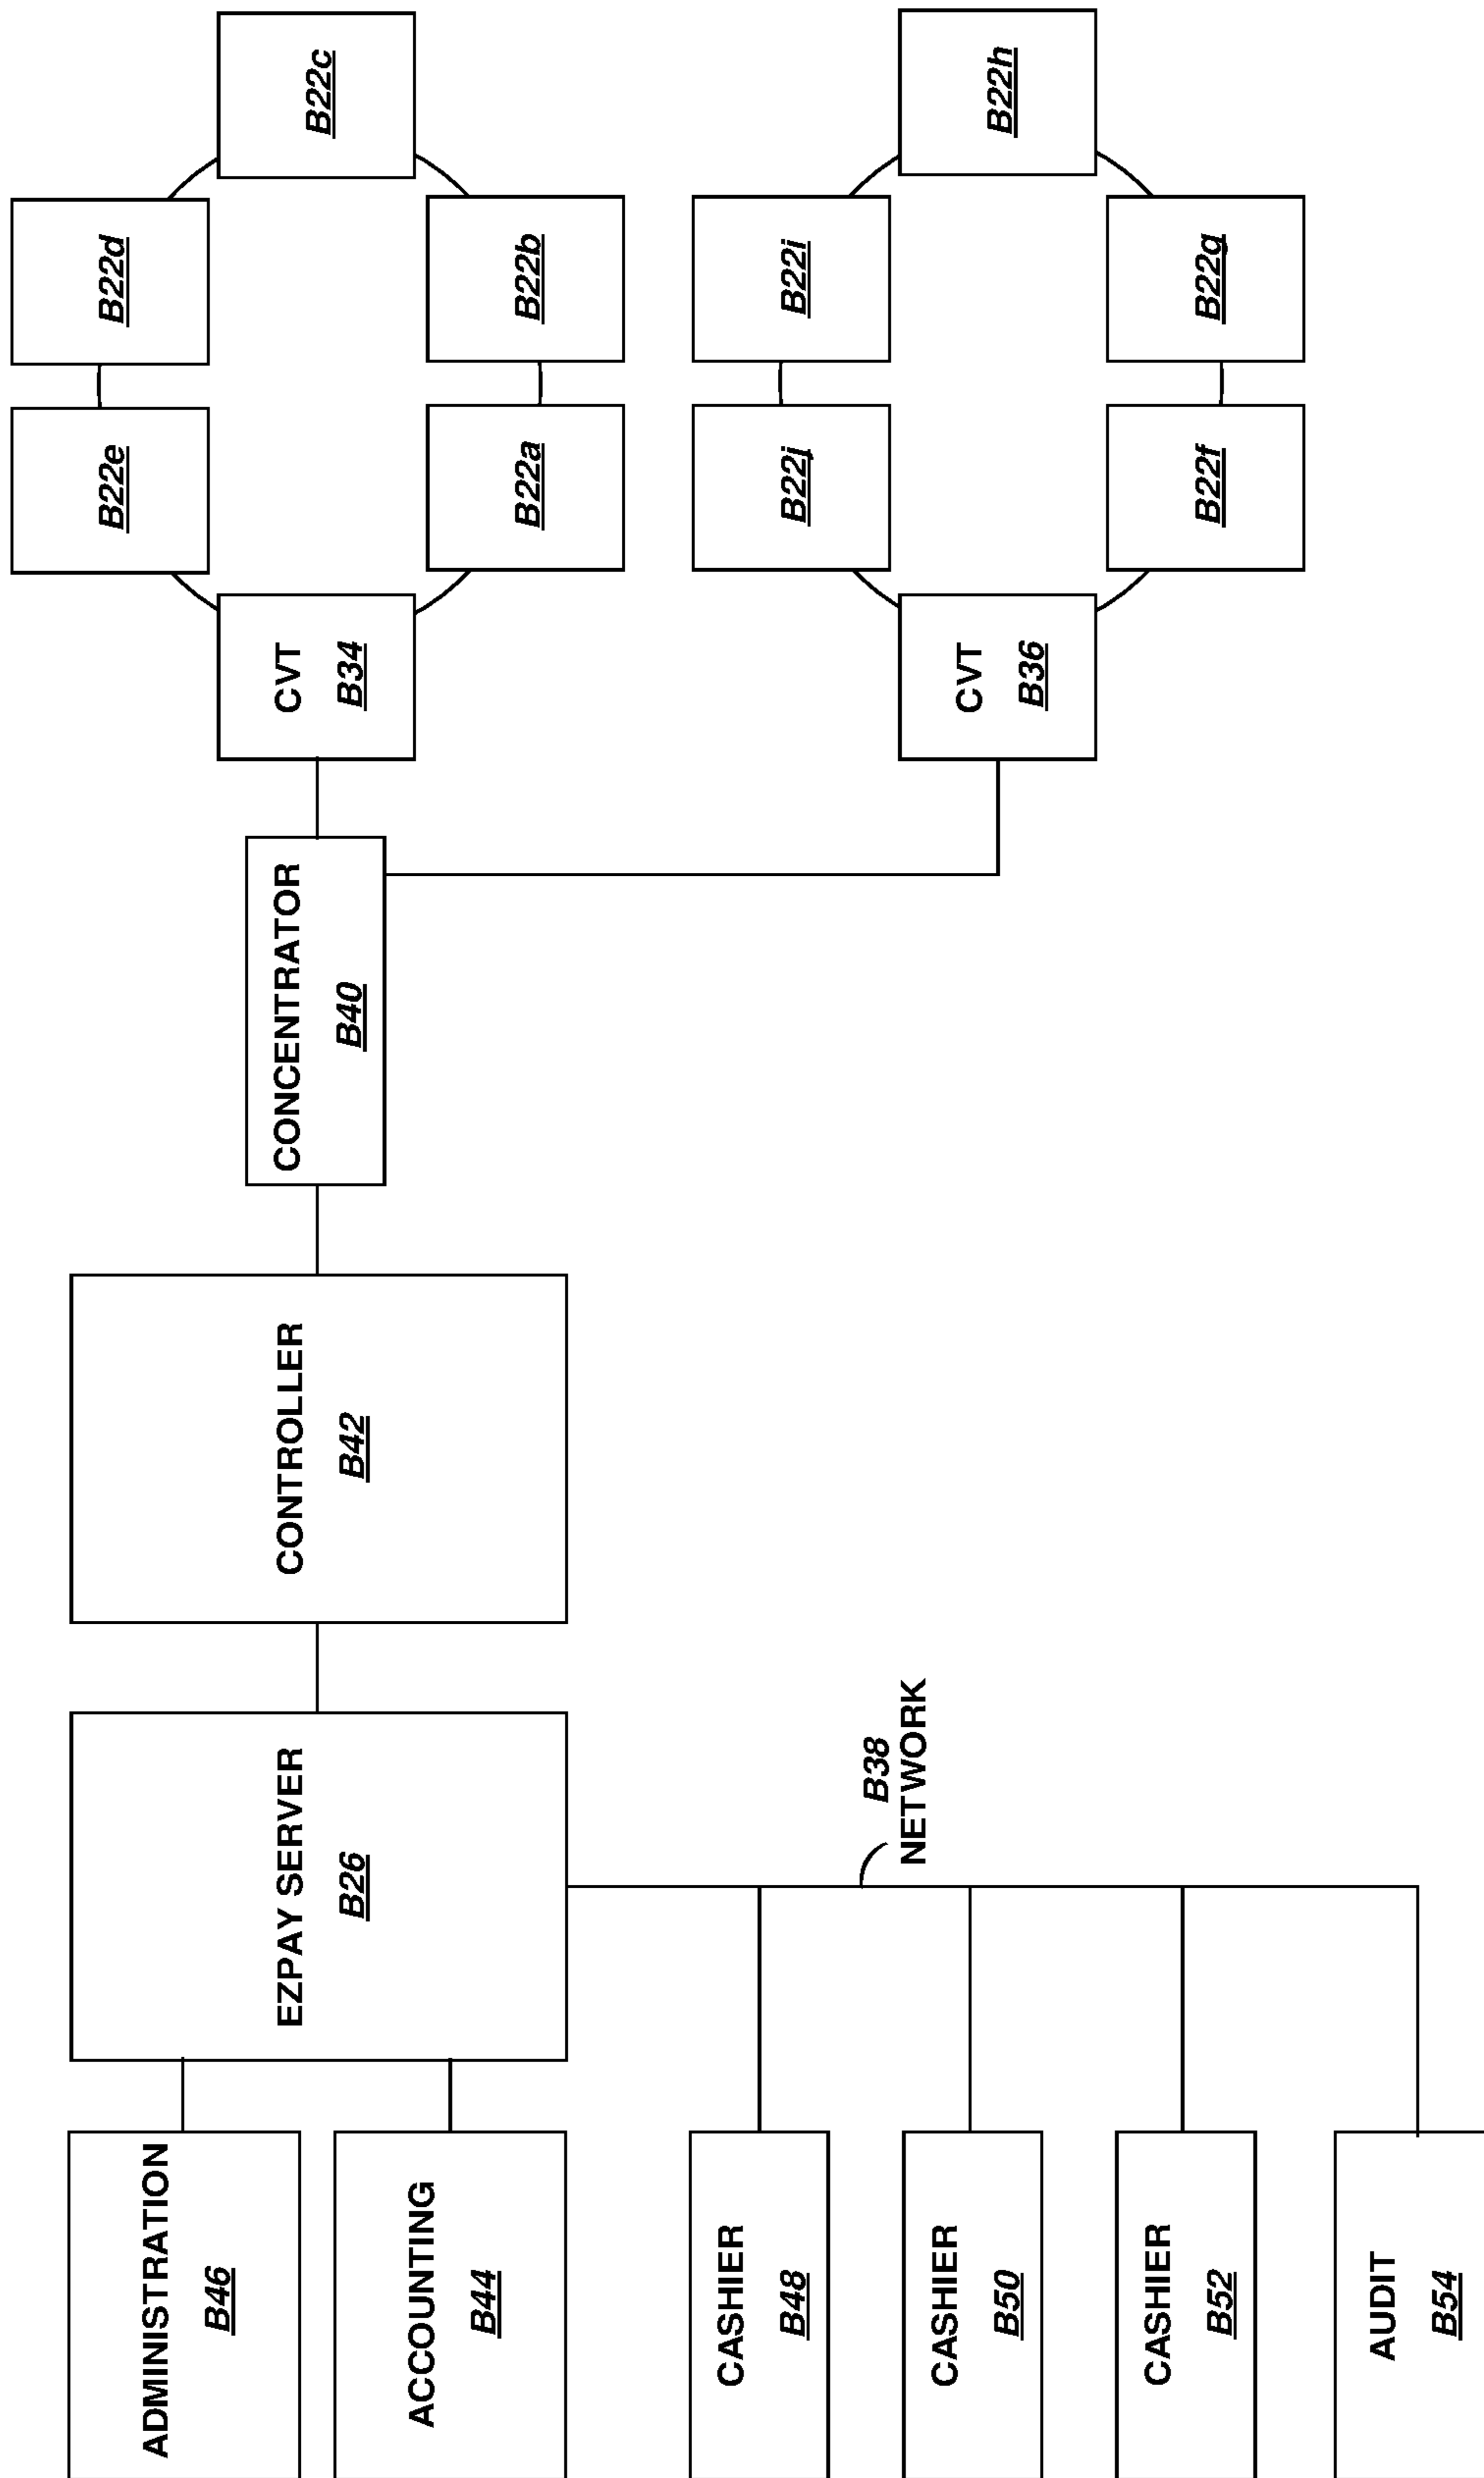 ADMINISTRATION
B46
ACCOUNTING
B44
CASHIER
B48
CASHIER
B50
CASHIER
B52
AUDIT
B54
EZPAY SERVER
B26
B38
NETWORK
CONTROLLER
B42
CONCENTRATOR
B40
CVT
B34
CVT
B36
B22e
B22d
B22c
B22a
B22b
B22j
B22i
B22h
B22f
B22g